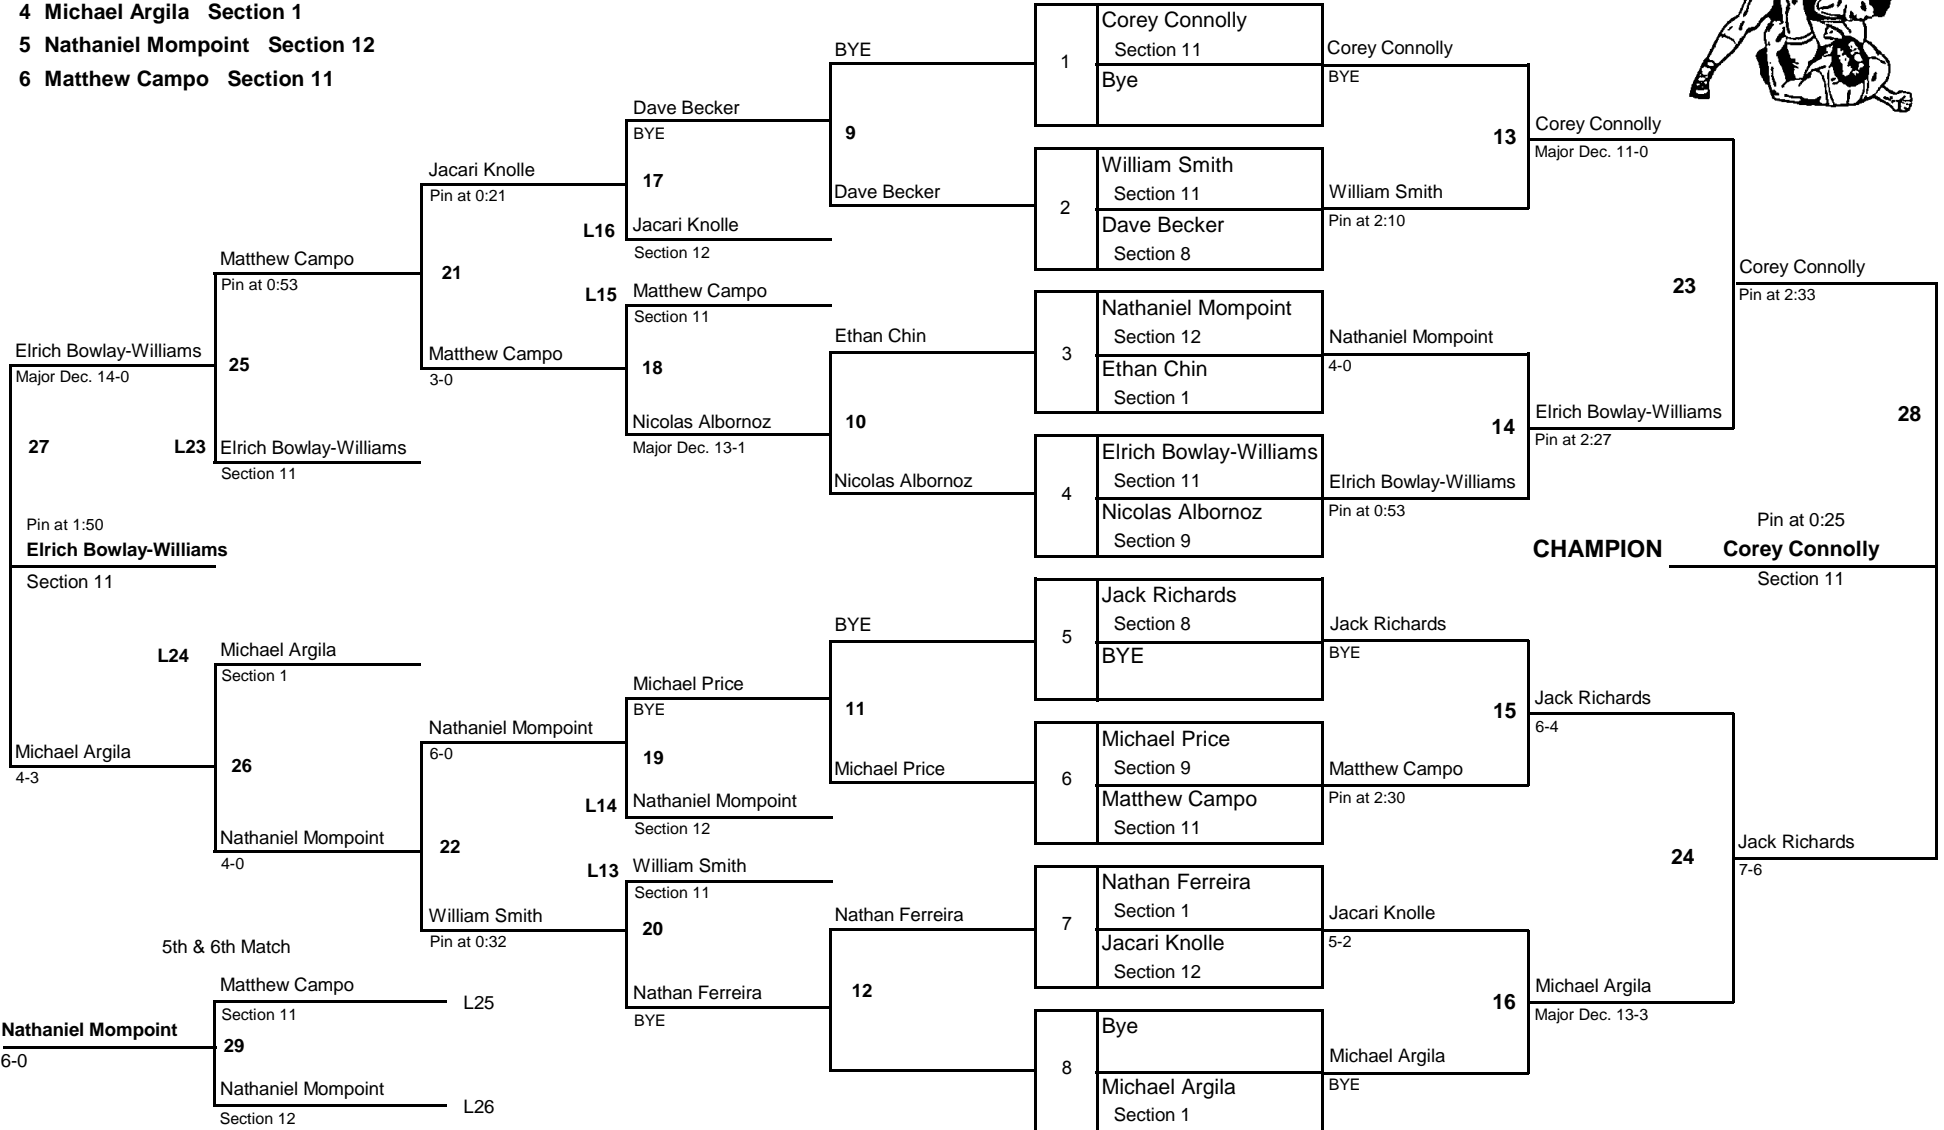 4 Michael Argila Section 1
5 Nathaniel Mompoint Section 12
6 Matthew Campo Section 11
Elrich Bowlay-Williams
Major Dec. 14-0
27
Pin at 1:50
Elrich Bowlay-Williams
Section 11
Michael Argila
4-3
Matthew Campo
Pin at 0:53
25
L23 Elrich Bowlay-Williams
Section 11
L24 Michael Argila
Section 1
26
Nathaniel Mompoint
4-0
5th & 6th Match
Matthew Campo L25
Section 11
Nathaniel Mompoint
6-0
29
Nathaniel Mompoint L26
Section 12
Jacari Knolle
Pin at 0:21
21
Matthew Campo
3-0
Nathaniel Mompoint
6-0
22
William Smith
Pin at 0:32
Dave Becker
BYE
17
L16 Jacari Knolle
Section 12
L15 Matthew Campo
Section 11
18
Nicolas Albornoz
Major Dec. 13-1
Michael Price
BYE
19
L14 Nathaniel Mompoint
Section 12
L13 William Smith
Section 11
20
Nathan Ferreira
BYE
BYE
9
Dave Becker
Ethan Chin
10
Nicolas Albornoz
BYE
11
Michael Price
Nathan Ferreira
12
1
Corey Connolly
Section 11
Bye
2
William Smith
Section 11
Dave Becker
Section 8
3
Nathaniel Mompoint
Section 12
Ethan Chin
Section 1
4
Elrich Bowlay-Williams
Section 11
Nicolas Albornoz
Section 9
5
Jack Richards
Section 8
BYE
6
Michael Price
Section 9
Matthew Campo
Section 11
7
Nathan Ferreira
Section 1
Jacari Knolle
Section 12
8
Bye
Michael Argila
Section 1
Corey Connolly
BYE
13
William Smith
Pin at 2:10
Nathaniel Mompoint
4-0
14
Elrich Bowlay-Williams
Pin at 0:53
Jack Richards
BYE
15
Matthew Campo
Pin at 2:30
Jacari Knolle
5-2
16
Michael Argila
BYE
Corey Connolly
Major Dec. 11-0
23
Elrich Bowlay-Williams
Pin at 2:27
Jack Richards
6-4
24
Michael Argila
Major Dec. 13-3
Corey Connolly
Pin at 2:33
28
Pin at 0:25
CHAMPION Corey Connolly
Section 11
Jack Richards
7-6